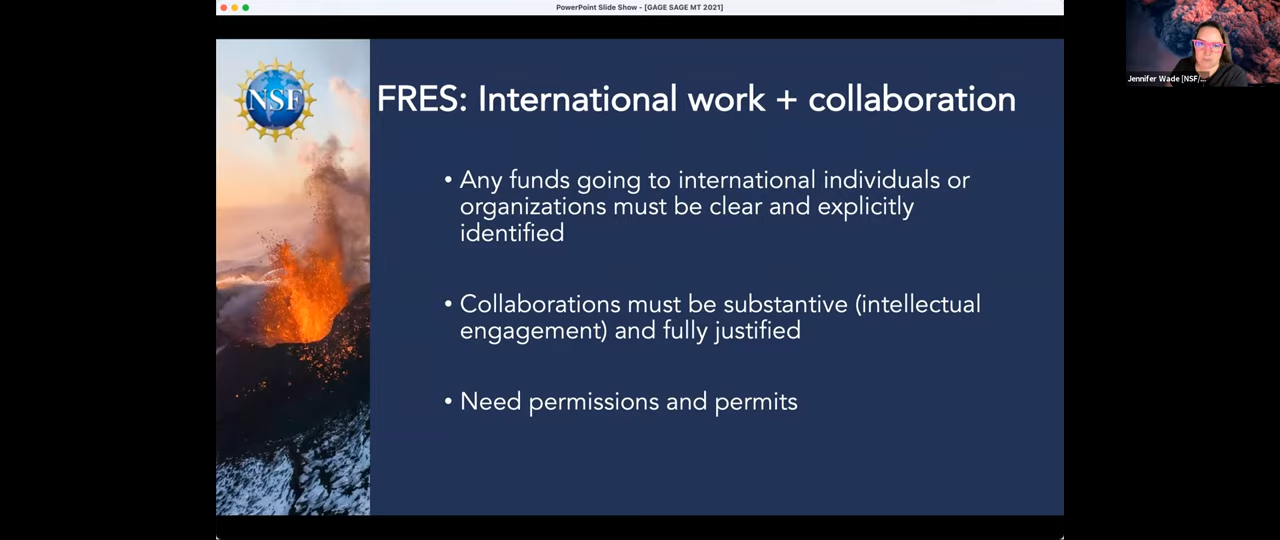 PowerPoint Slide Show - [GAGE SAGE MT 2021]
Jennifer Wade [NSF/...
NSF
FRES: International work + collaboration
• Any funds going to international individuals or
organizations must be clear and explicitly
identified
• Collaborations must be substantive (intellectual
engagement) and fully justified
• Need permissions and permits